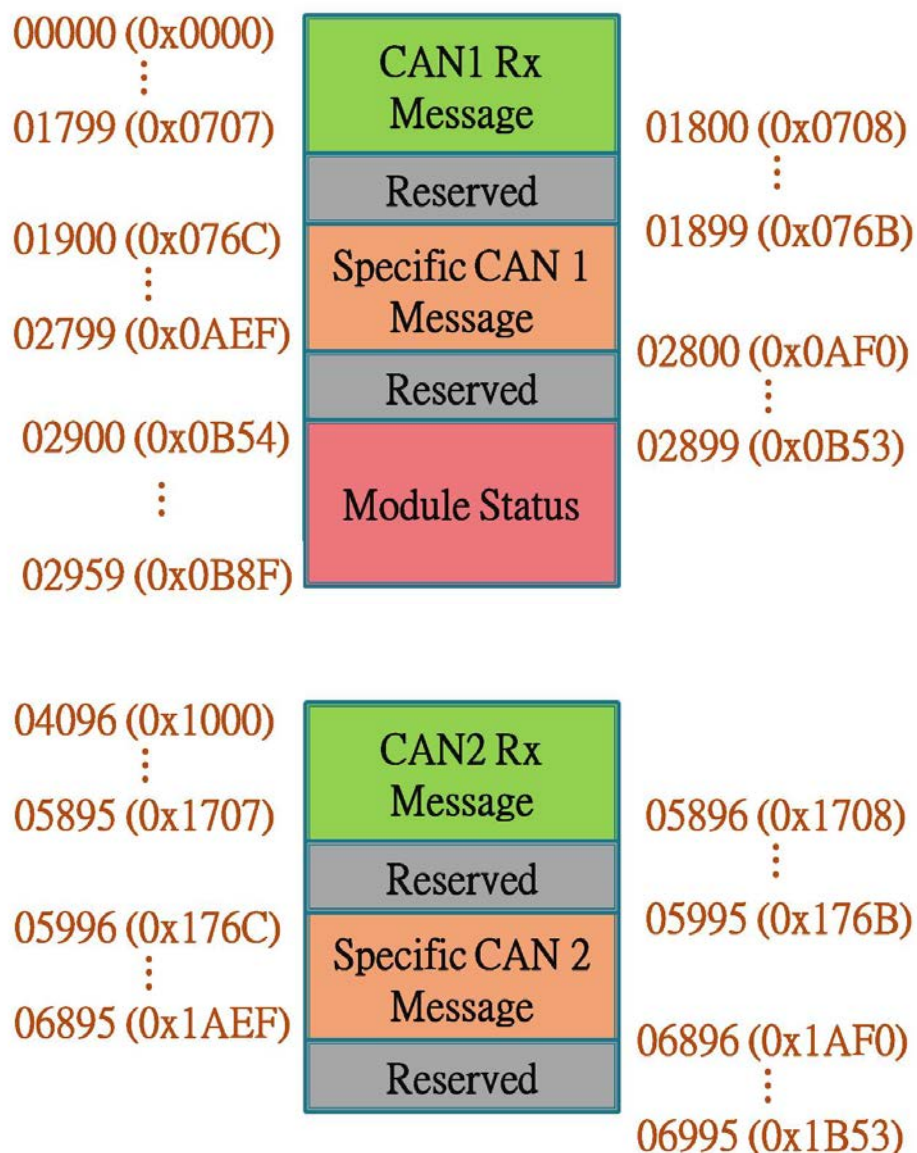 00000 (0x0000)
⋮
01799 (0x0707)
CAN1 Rx
Message
01800 (0x0708)
⋮
01899 (0x076B)
Reserved
01900 (0x076C)
⋮
02799 (0x0AEF)
Specific CAN 1
Message
02800 (0x0AF0)
⋮
02899 (0x0B53)
Reserved
02900 (0x0B54)
⋮
02959 (0x0B8F)
Module Status
04096 (0x1000)
⋮
05895 (0x1707)
CAN2 Rx
Message
05896 (0x1708)
⋮
05995 (0x176B)
Reserved
05996 (0x176C)
⋮
06895 (0x1AEF)
Specific CAN 2
Message
06896 (0x1AF0)
⋮
06995 (0x1B53)
Reserved